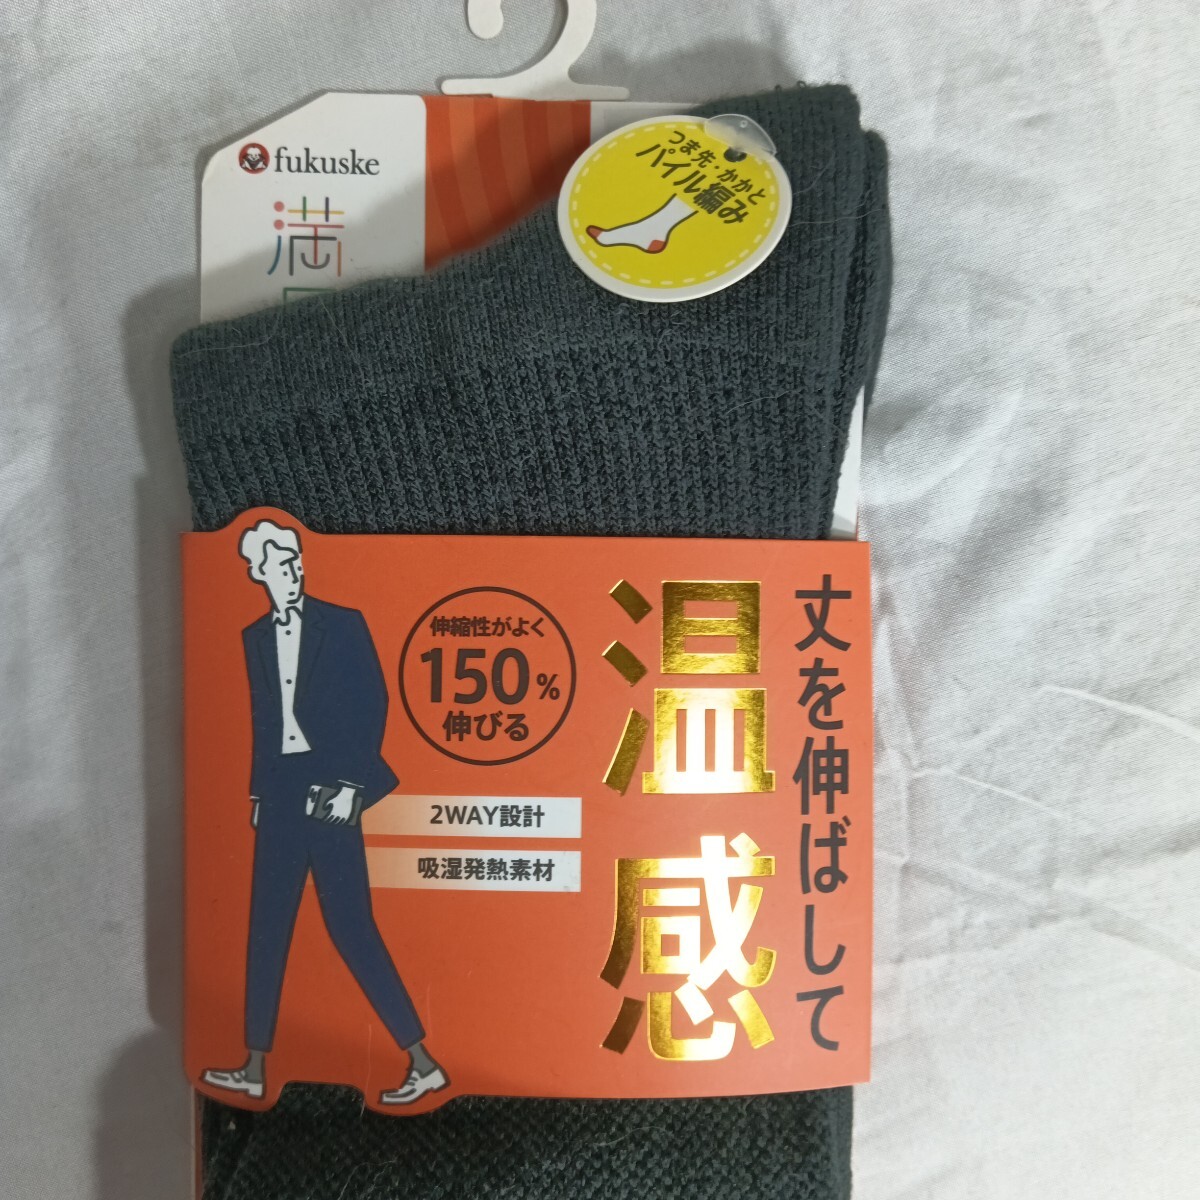 fukuske
満
つま先・かかと
パイル編み
丈を伸ばして
温感
伸縮性がよく
150%
伸びる
2WAY設計
吸湿発熱素材